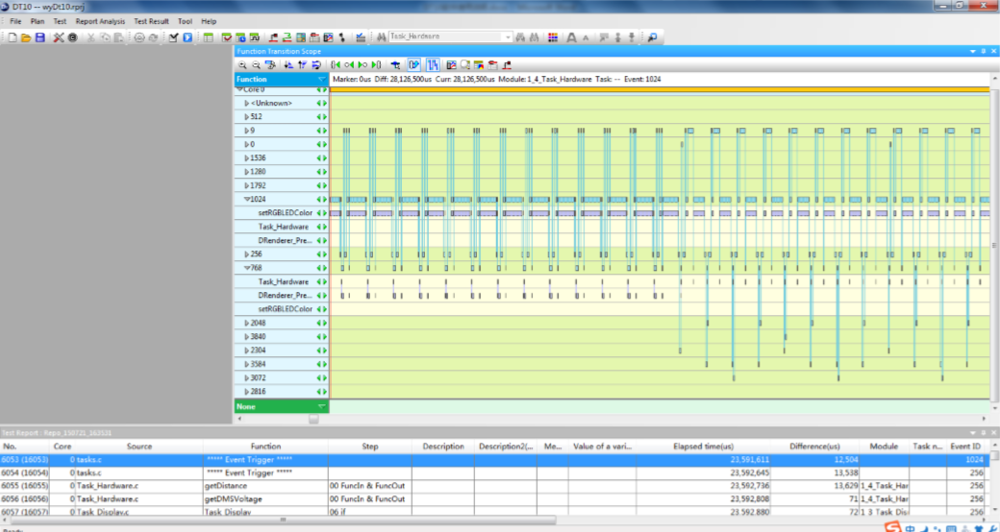 DT10 -- wyDt10.rprj
File Plan Test Report Analysis Test Result Tool Help
Task_Hardware
Function Transition Scope
Function
Marker: 0us Diff: 28,126,500us Curr: 28,126,500us Module: 1_4_Task_Hardware Task: -- Event: 1024
Core 0
<Unknown>
512
9
0
1536
1280
1792
1024
setRGBLEDColor
Task_Hardware
DRenderer_Pre...
256
768
Task_Hardware
DRenderer_Pre...
setRGBLEDColor
2048
3840
2304
3584
3072
2816
None
Test Report : Repo_150721_163531
No. Core Source Function Step Description Description2(... Me... Value of a vari... Elapsed time(us) Difference(us) Module Task n... Event ID
6053 (16053) 0 tasks.c ***** Event Trigger ***** 23,591,611 12,504 1024
6054 (16054) 0 tasks.c ***** Event Trigger ***** 23,592,645 13,538 256
6055 (16055) 0 Task_Hardware.c getDistance 00 FuncIn & FuncOut 23,592,736 13,629 1_4_Task_Har 256
6056 (16056) 0 Task_Hardware.c getDMSVoltage 00 FuncIn & FuncOut 23,592,808 71 1_4_Task_Har 256
6057 (16057) 0 Task_Display.c Task_Display 06 if 23,592,880 72 1_3_Task_Dis 256
Ready
中